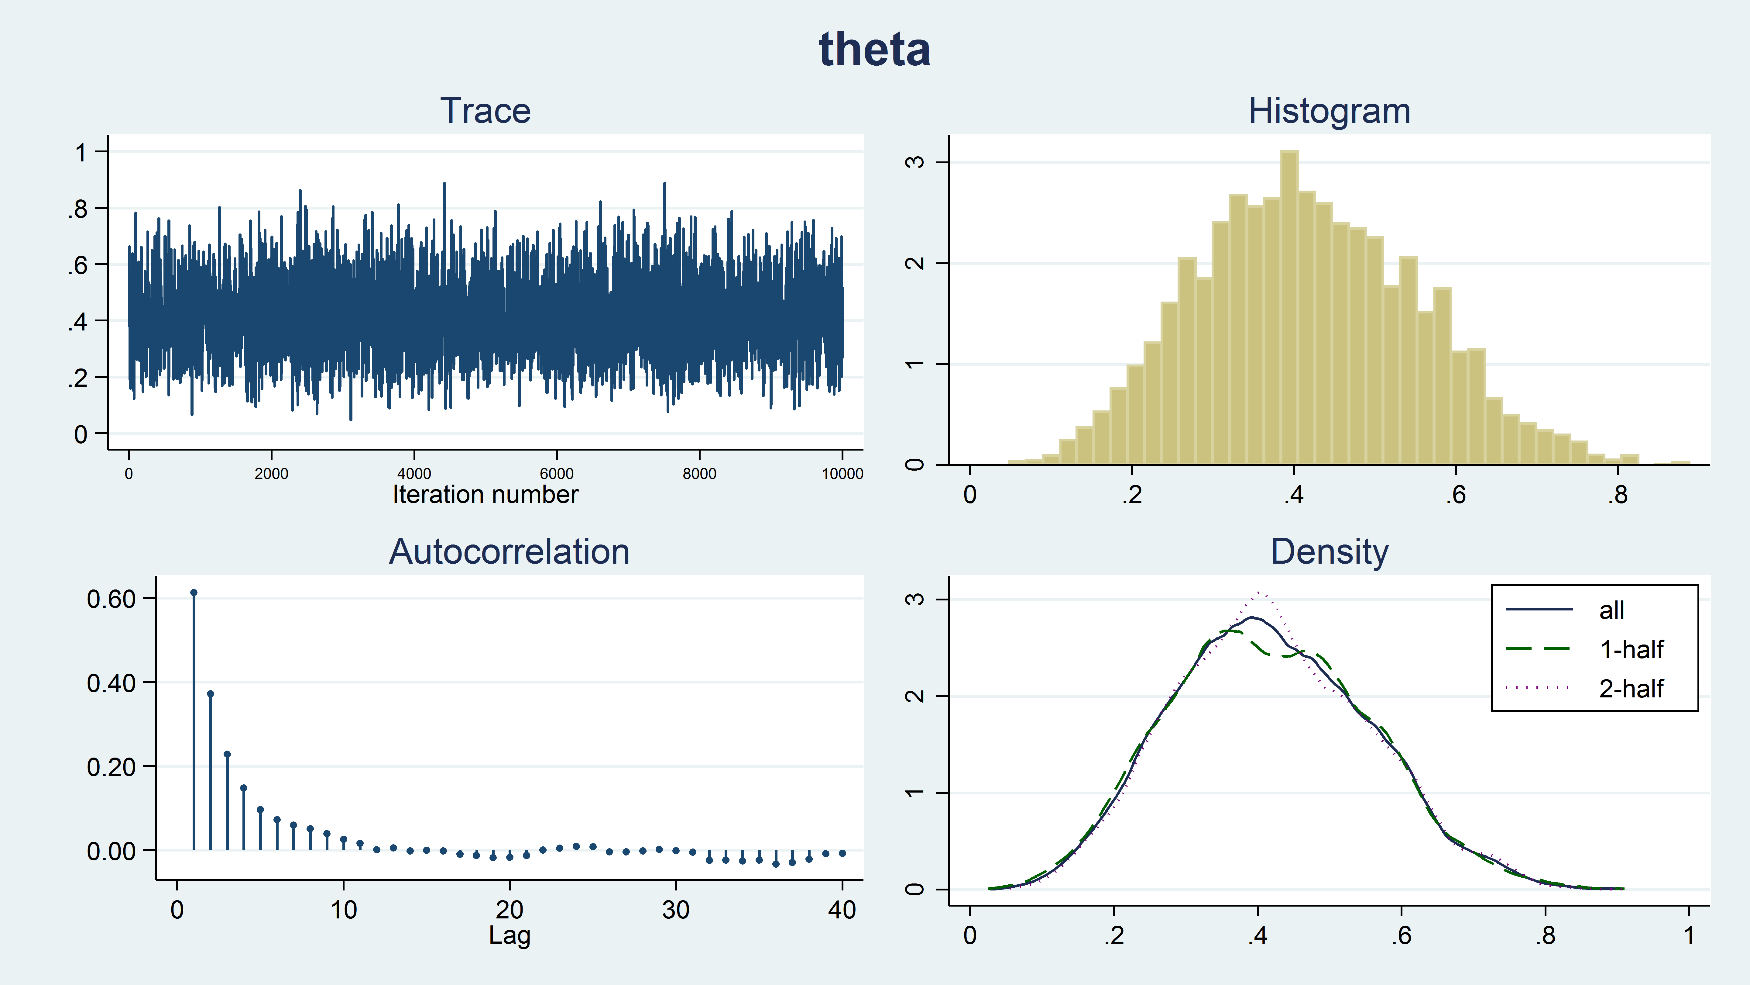 theta
Trace
1
.8
.6
.4
.2
0
0 2000 4000 6000 8000 10000
Iteration number
Histogram
3
2
1
0
0 .2 .4 .6 .8
Autocorrelation
0.60
0.40
0.20
0.00
0 10 20 30 40
Lag
Density
3
2
1
0
0 .2 .4 .6 .8 1
all
1-half
2-half